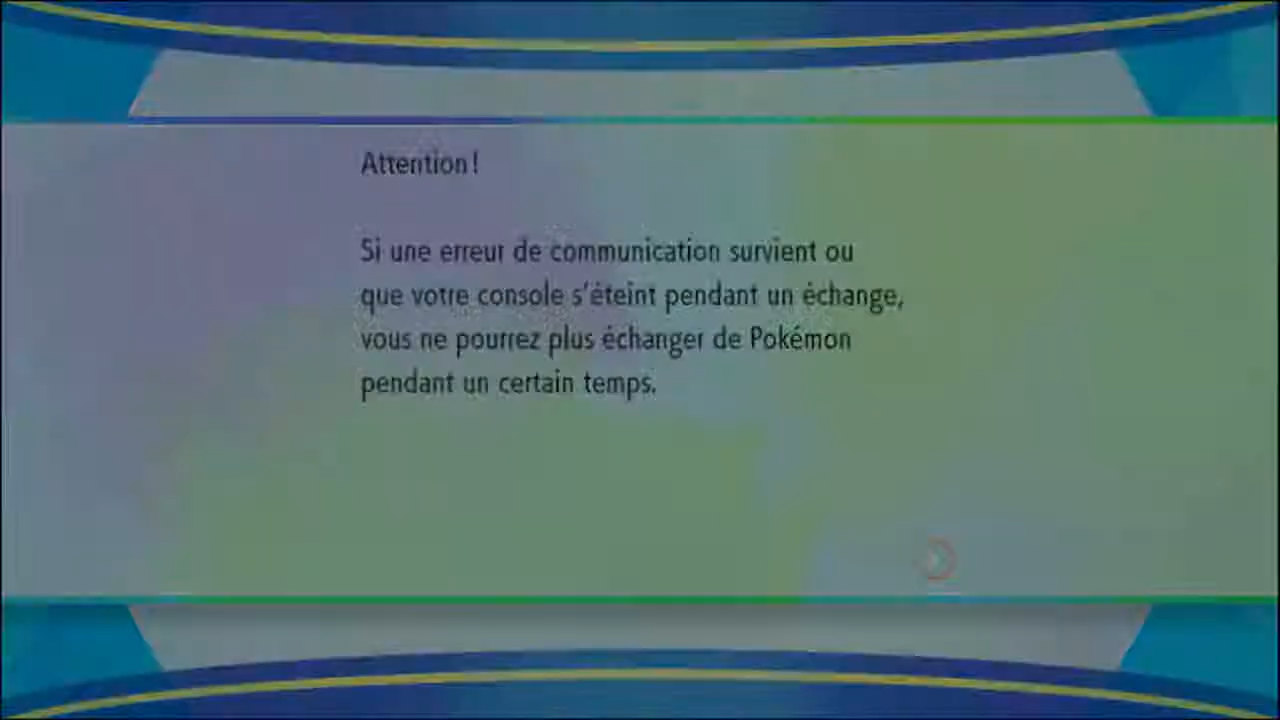 Attention !
Si une erreur de communication survient ou
que votre console s'éteint pendant un échange,
vous ne pourrez plus échanger de Pokémon
pendant un certain temps.